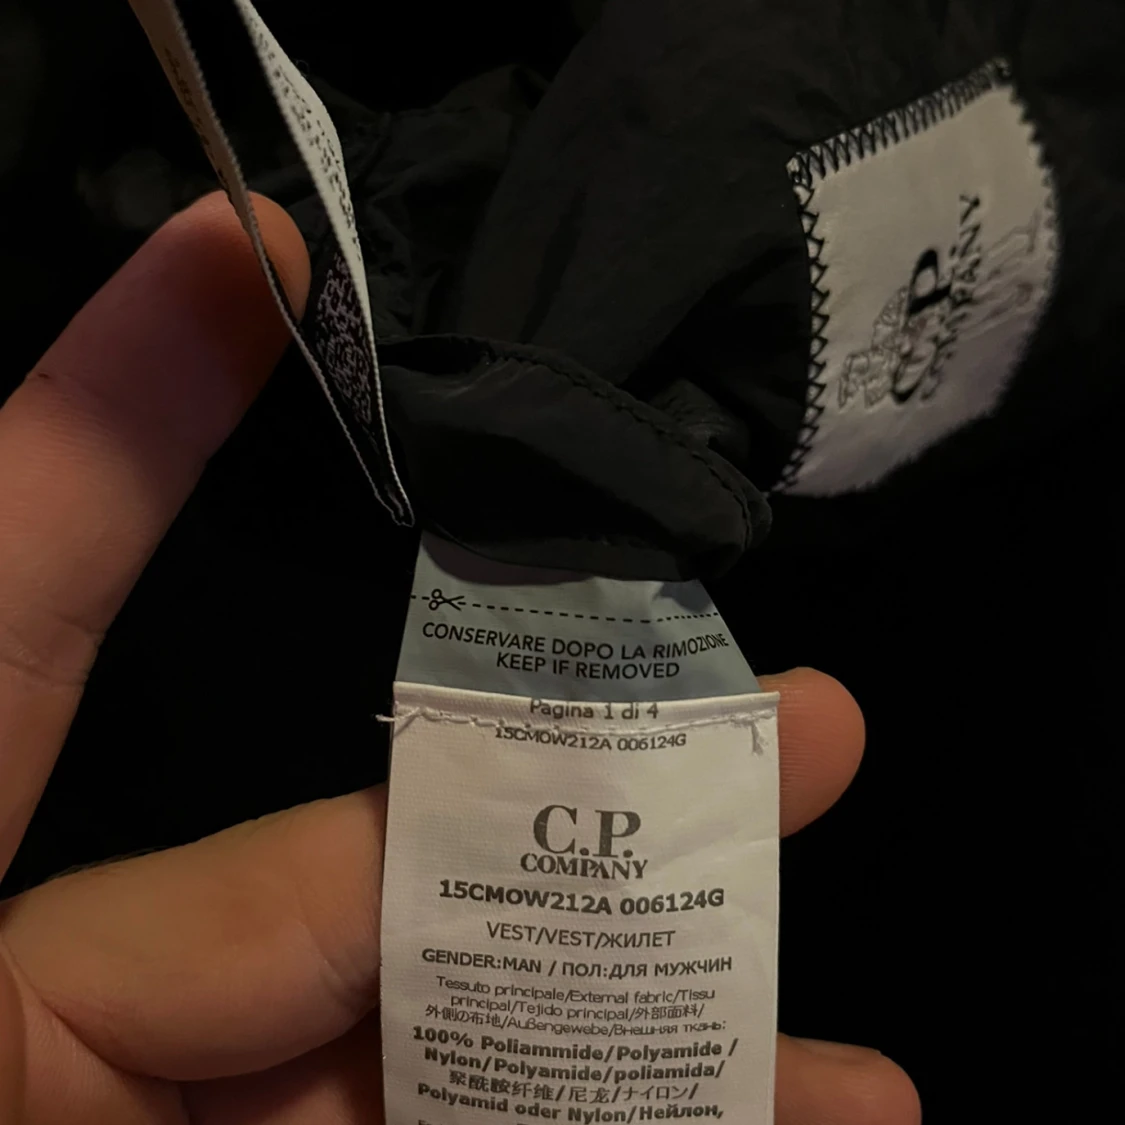 C.P.
COMPANY
CONSERVARE DOPO LA RIMOZIONE
KEEP IF REMOVED
Pagina 1 di 4
15CMOW212A 006124G
C.P.
COMPANY
15CMOW212A 006124G
VEST/VEST/ЖИЛЕТ
GENDER:MAN / ПОЛ:ДЛЯ МУЖЧИН
Tessuto principale/External fabric/Tissu
principal/Tejido principal/外部面料/
外側の布地/Außengewebe/Внешняя ткань:
100% Poliammide/Polyamide /
Nylon/Polyamide/poliamida/
聚酰胺纤维/尼龙/ナイロン/
Polyamid oder Nylon/Нейлон,